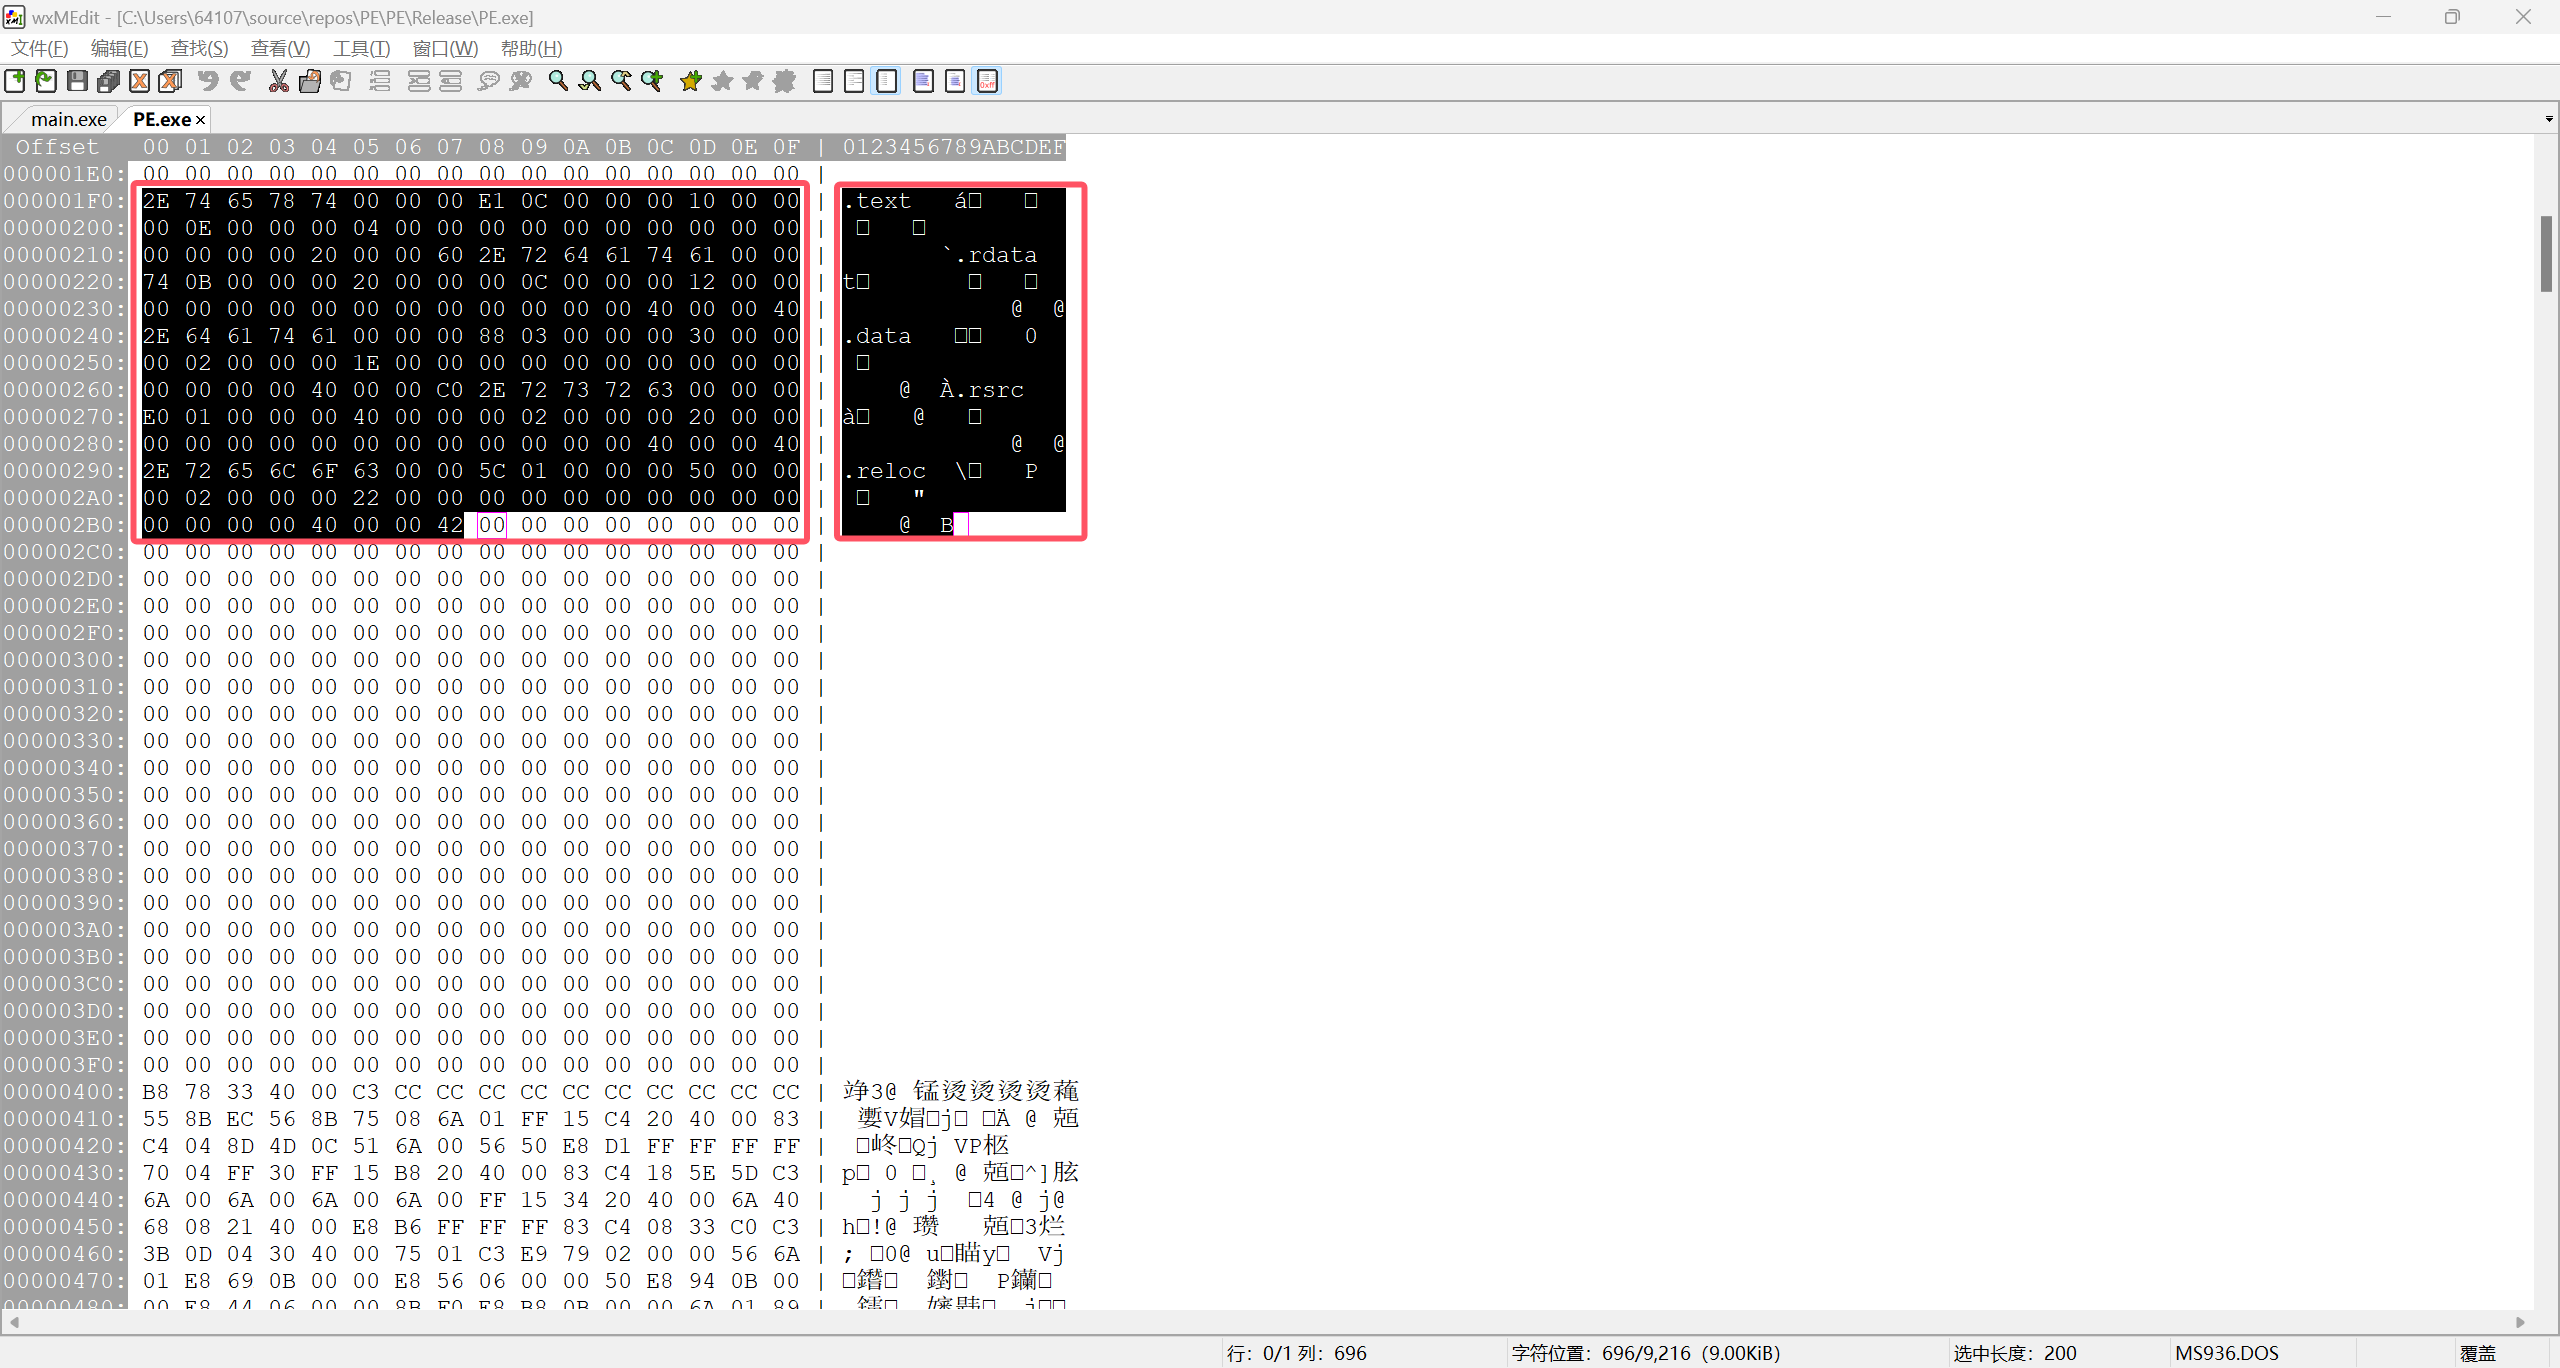 wxMEdit - [C:\Users\64107\source\repos\PE\PE\Release\PE.exe]
文件(F) 编辑(E) 查找(S) 查看(V) 工具(T) 窗口(W) 帮助(H)
main.exe PE.exe
Offset 00 01 02 03 04 05 06 07 08 09 0A 0B 0C 0D 0E 0F | 0123456789ABCDEF
000001E0: 00 00 00 00 00 00 00 00 00 00 00 00 00 00 00 00 |
000001F0: 2E 74 65 78 74 00 00 00 E1 0C 00 00 00 10 00 00 | .text á□ □
00000200: 00 0E 00 00 00 04 00 00 00 00 00 00 00 00 00 00 | □ □
00000210: 00 00 00 00 20 00 00 60 2E 72 64 61 74 61 00 00 | `.rdata
00000220: 74 0B 00 00 00 20 00 00 00 0C 00 00 00 12 00 00 | t□ □ □
00000230: 00 00 00 00 00 00 00 00 00 00 00 00 40 00 00 40 | @ @
00000240: 2E 64 61 74 61 00 00 00 88 03 00 00 00 30 00 00 | .data □□ 0
00000250: 00 02 00 00 00 1E 00 00 00 00 00 00 00 00 00 00 | □
00000260: 00 00 00 00 40 00 00 C0 2E 72 73 72 63 00 00 00 | @ À.rsrc
00000270: E0 01 00 00 00 40 00 00 00 02 00 00 00 20 00 00 | à□ @ □
00000280: 00 00 00 00 00 00 00 00 00 00 00 00 40 00 00 40 | @ @
00000290: 2E 72 65 6C 6F 63 00 00 5C 01 00 00 00 50 00 00 | .reloc \□ P
000002A0: 00 02 00 00 00 22 00 00 00 00 00 00 00 00 00 00 | □ "
000002B0: 00 00 00 00 40 00 00 42 00 00 00 00 00 00 00 00 | @ B
000002C0: 00 00 00 00 00 00 00 00 00 00 00 00 00 00 00 00 |
000002D0: 00 00 00 00 00 00 00 00 00 00 00 00 00 00 00 00 |
000002E0: 00 00 00 00 00 00 00 00 00 00 00 00 00 00 00 00 |
000002F0: 00 00 00 00 00 00 00 00 00 00 00 00 00 00 00 00 |
00000300: 00 00 00 00 00 00 00 00 00 00 00 00 00 00 00 00 |
00000310: 00 00 00 00 00 00 00 00 00 00 00 00 00 00 00 00 |
00000320: 00 00 00 00 00 00 00 00 00 00 00 00 00 00 00 00 |
00000330: 00 00 00 00 00 00 00 00 00 00 00 00 00 00 00 00 |
00000340: 00 00 00 00 00 00 00 00 00 00 00 00 00 00 00 00 |
00000350: 00 00 00 00 00 00 00 00 00 00 00 00 00 00 00 00 |
00000360: 00 00 00 00 00 00 00 00 00 00 00 00 00 00 00 00 |
00000370: 00 00 00 00 00 00 00 00 00 00 00 00 00 00 00 00 |
00000380: 00 00 00 00 00 00 00 00 00 00 00 00 00 00 00 00 |
00000390: 00 00 00 00 00 00 00 00 00 00 00 00 00 00 00 00 |
000003A0: 00 00 00 00 00 00 00 00 00 00 00 00 00 00 00 00 |
000003B0: 00 00 00 00 00 00 00 00 00 00 00 00 00 00 00 00 |
000003C0: 00 00 00 00 00 00 00 00 00 00 00 00 00 00 00 00 |
000003D0: 00 00 00 00 00 00 00 00 00 00 00 00 00 00 00 00 |
000003E0: 00 00 00 00 00 00 00 00 00 00 00 00 00 00 00 00 |
000003F0: 00 00 00 00 00 00 00 00 00 00 00 00 00 00 00 00 |
00000400: B8 78 33 40 00 C3 CC CC CC CC CC CC CC CC CC CC | 竫3@ 锰烫烫烫烫蘒
00000410: 55 8B EC 56 8B 75 08 6A 01 FF 15 C4 20 40 00 83 | V媢□j□ □Ä @
00000420: C4 04 8D 4D 0C 51 6A 00 56 50 E8 D1 FF FF FF FF | □峂□Qj VP
00000430: 70 04 FF 30 FF 15 B8 20 40 00 83 C4 18 5E 5D C3 | p□ 0 □¸ @ 兡□^]胘
00000440: 6A 00 6A 00 6A 00 6A 00 FF 15 34 20 40 00 6A 40 | j j j □4 @ j@
00000450: 68 08 21 40 00 E8 B6 FF FF FF 83 C4 08 33 C0 C3 | h□!@ 瓒 兡□3烂
00000460: 3B 0D 04 30 40 00 75 01 C3 E9 79 02 00 00 56 6A | ; □0@ u□瞄y□ Vj
00000470: 01 E8 69 0B 00 00 E8 56 06 00 00 50 E8 94 0B 00 | □ □ P □
00000480: 00 E8 44 06 00 00 8B F0 E8 B8 0B 00 00 6A 01 89
行: 0/1 列: 696 字符位置: 696/9,216 (9.00KiB) 选中长度: 200 MS936.DOS 覆盖